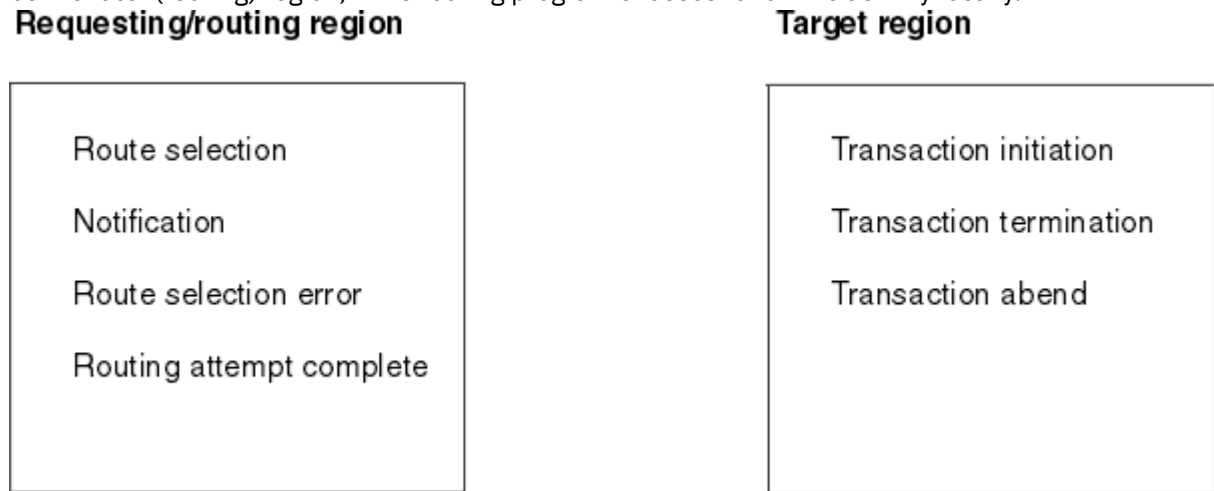 Requesting/routing region
Target region
Route selection
Notification
Route selection error
Routing attempt complete
Transaction initiation
Transaction termination
Transaction abend